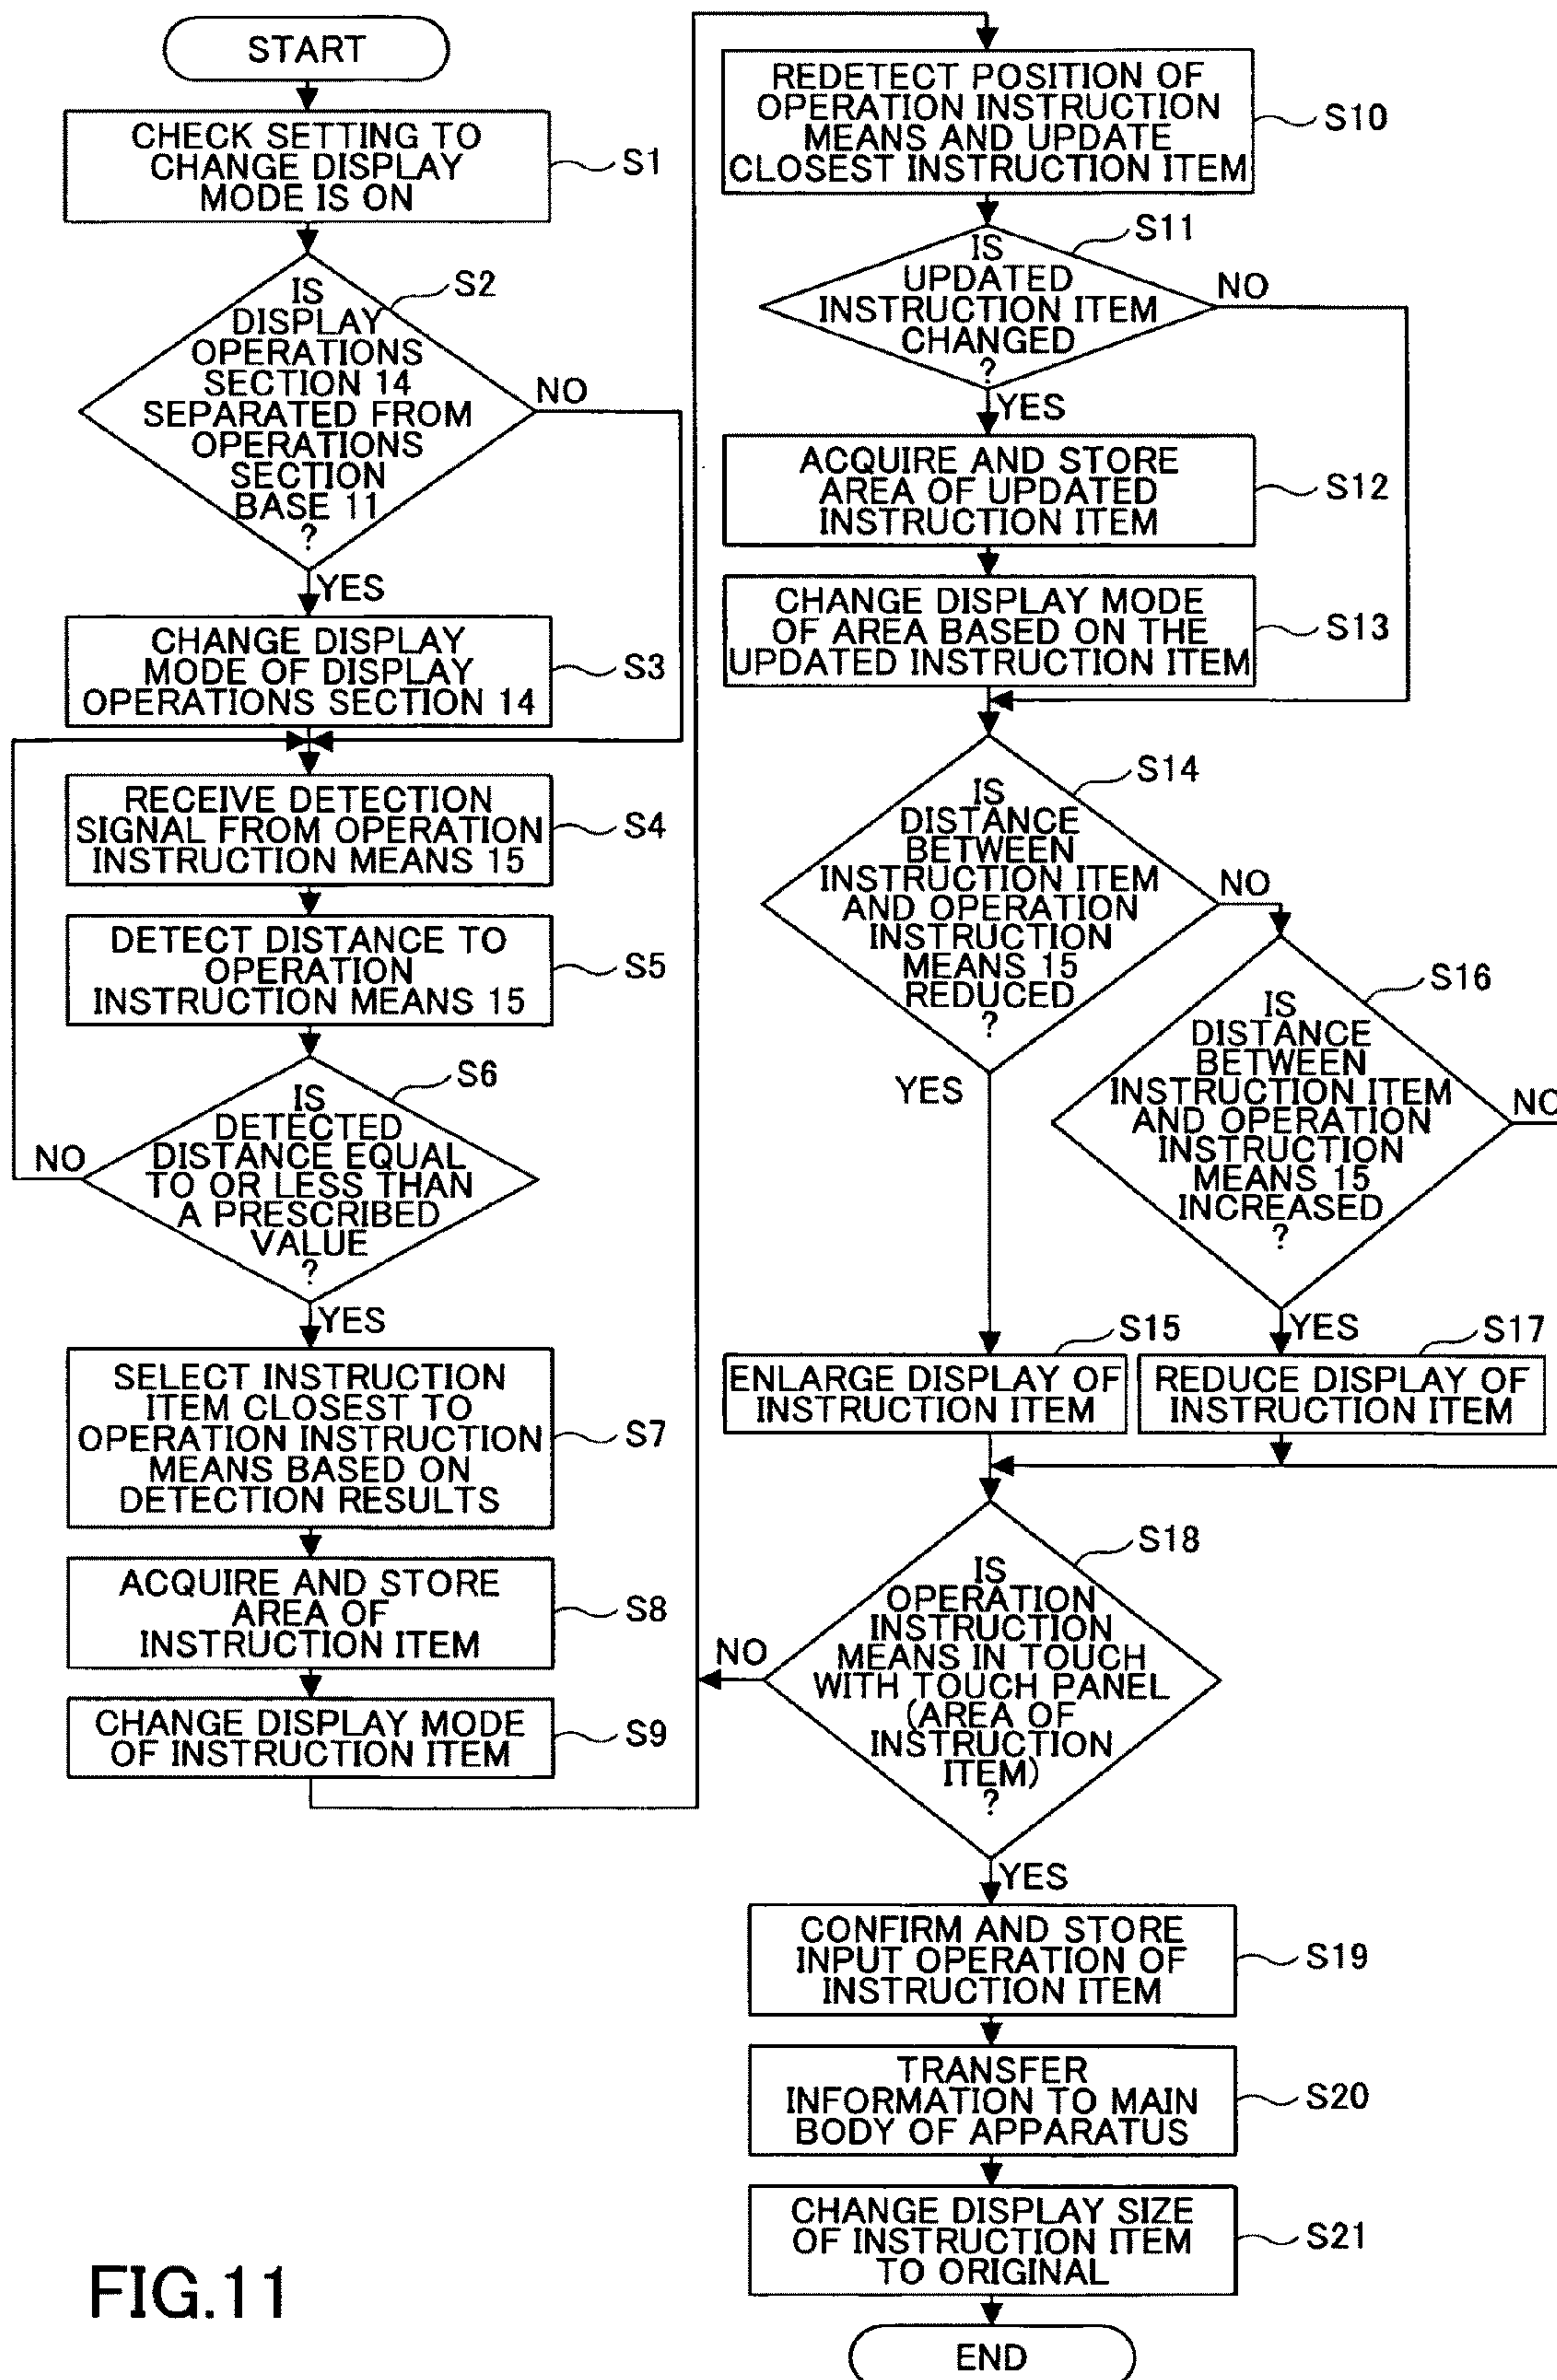 START
CHECK SETTING TO
CHANGE DISPLAY
MODE IS ON
S1
IS
DISPLAY
OPERATIONS
SECTION 14
SEPARATED FROM
OPERATIONS
SECTION
BASE 11
?
S2
NO
YES
CHANGE DISPLAY
MODE OF DISPLAY
OPERATIONS SECTION 14
S3
RECEIVE DETECTION
SIGNAL FROM OPERATION
INSTRUCTION MEANS 15
S4
DETECT DISTANCE TO
OPERATION
INSTRUCTION MEANS 15
S5
IS
DETECTED
DISTANCE EQUAL
TO OR LESS THAN
A PRESCRIBED
VALUE
?
S6
NO
YES
SELECT INSTRUCTION
ITEM CLOSEST TO
OPERATION INSTRUCTION
MEANS BASED ON
DETECTION RESULTS
S7
ACQUIRE AND STORE
AREA OF
INSTRUCTION ITEM
S8
CHANGE DISPLAY MODE
OF INSTRUCTION ITEM
S9
REDETECT POSITION OF
OPERATION INSTRUCTION
MEANS AND UPDATE
CLOSEST INSTRUCTION ITEM
S10
IS
UPDATED
INSTRUCTION ITEM
CHANGED
?
S11
NO
YES
ACQUIRE AND STORE
AREA OF UPDATED
INSTRUCTION ITEM
S12
CHANGE DISPLAY MODE
OF AREA BASED ON THE
UPDATED INSTRUCTION ITEM
S13
IS
DISTANCE
BETWEEN
INSTRUCTION ITEM
AND OPERATION
INSTRUCTION
MEANS 15
REDUCED
?
S14
NO
YES
IS
DISTANCE
BETWEEN
INSTRUCTION ITEM
AND OPERATION
INSTRUCTION
MEANS 15
INCREASED
?
S16
NO
YES
ENLARGE DISPLAY OF
INSTRUCTION ITEM
S15
REDUCE DISPLAY OF
INSTRUCTION ITEM
S17
IS
OPERATION
INSTRUCTION
MEANS IN TOUCH
WITH TOUCH PANEL
(AREA OF
INSTRUCTION
ITEM)
?
S18
NO
YES
CONFIRM AND STORE
INPUT OPERATION OF
INSTRUCTION ITEM
S19
TRANSFER
INFORMATION TO MAIN
BODY OF APPARATUS
S20
CHANGE DISPLAY SIZE
OF INSTRUCTION ITEM
TO ORIGINAL
S21
END
FIG.11